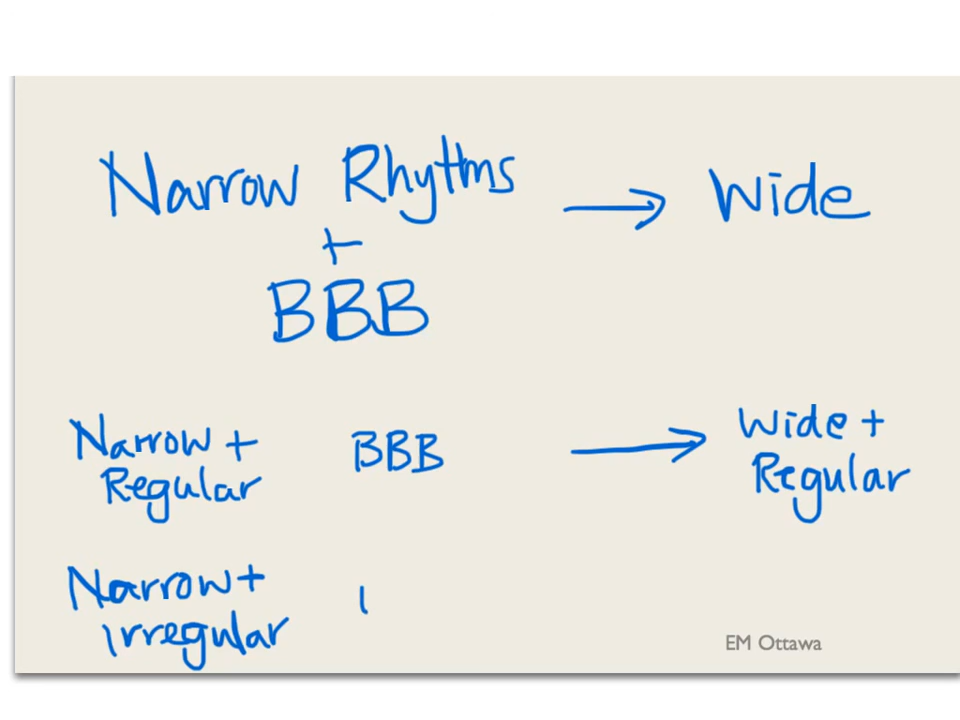 Narrow Rhythms → Wide
+
BBB
Narrow + BBB → Wide +
Regular Regular
Narrow +
irregular
EM Ottawa